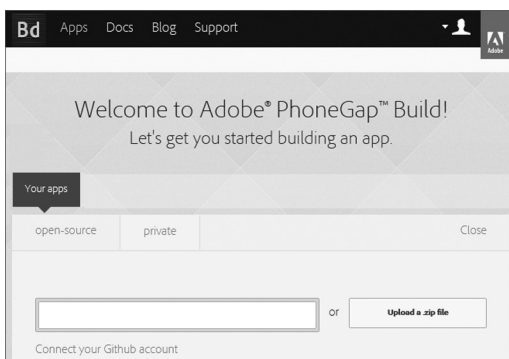 Bd Apps Docs Blog Support
Adobe
Welcome to Adobe® PhoneGap™ Build!
Let's get you started building an app.
Your apps
open-source private Close
or Upload a .zip file
Connect your Github account